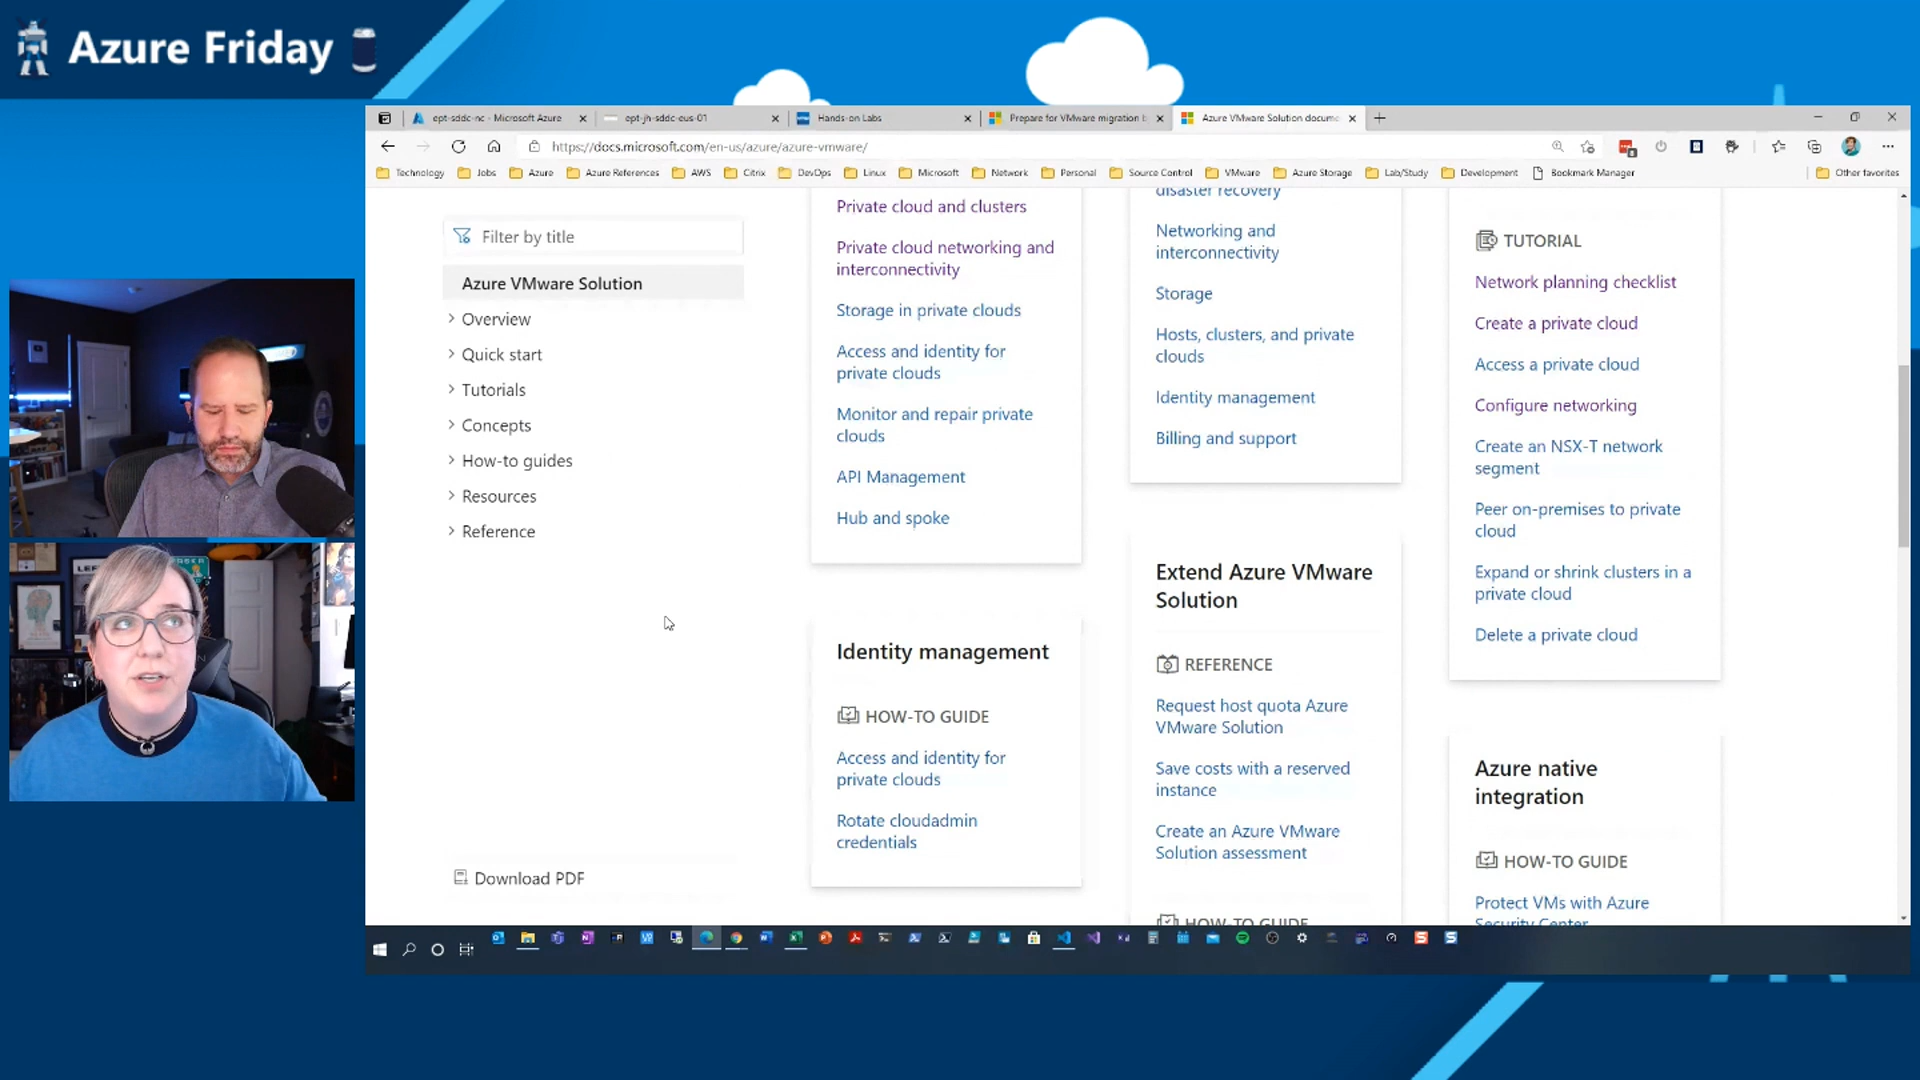 Azure Friday
ept-sddc-nc - Microsoft Azure
ept-jh-sddc-eus-01
Hands-on Labs
Prepare for VMware migration b
Azure VMware Solution docume
https://docs.microsoft.com/en-us/azure/azure-vmware/
Technology
Jobs
Azure
Azure References
AWS
Citrix
DevOps
Linux
Microsoft
Network
Personal
Source Control
VMware
Azure Storage
Lab/Study
Development
Bookmark Manager
Other favorites
Filter by title
Azure VMware Solution
Overview
Quick start
Tutorials
Concepts
How-to guides
Resources
Reference
Download PDF
Private cloud and clusters
Private cloud networking and
interconnectivity
Storage in private clouds
Access and identity for
private clouds
Monitor and repair private
clouds
API Management
Hub and spoke
Identity management
HOW-TO GUIDE
Access and identity for
private clouds
Rotate cloudadmin
credentials
disaster recovery
Networking and
interconnectivity
Storage
Hosts, clusters, and private
clouds
Identity management
Billing and support
Extend Azure VMware
Solution
REFERENCE
Request host quota Azure
VMware Solution
Save costs with a reserved
instance
Create an Azure VMware
Solution assessment
HOW-TO GUIDE
TUTORIAL
Network planning checklist
Create a private cloud
Access a private cloud
Configure networking
Create an NSX-T network
segment
Peer on-premises to private
cloud
Expand or shrink clusters in a
private cloud
Delete a private cloud
Azure native
integration
HOW-TO GUIDE
Protect VMs with Azure
Security Center